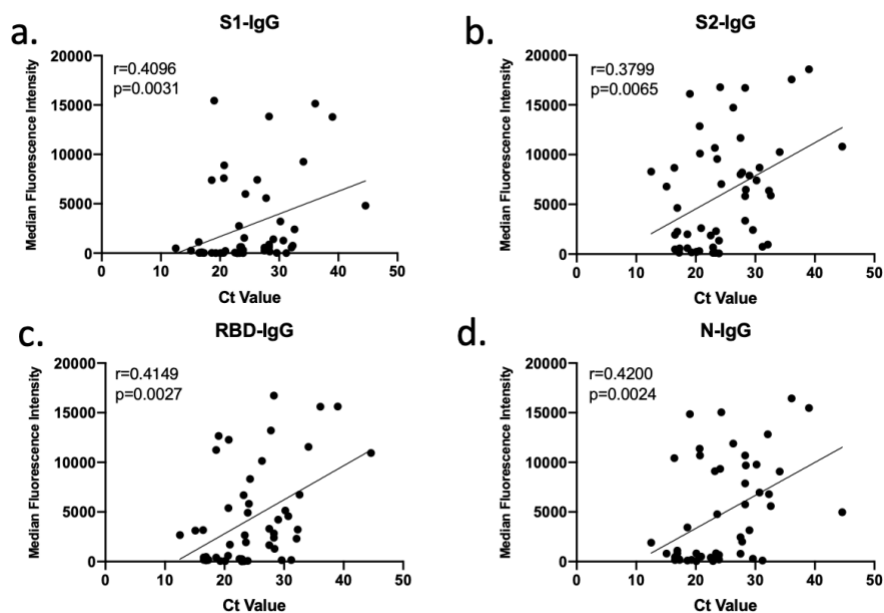 a.
S1-IgG
r=0.4096
p=0.0031
20000
15000
10000
5000
0
Median Fluorescence Intensity
0 10 20 30 40 50
Ct Value
b.
S2-IgG
r=0.3799
p=0.0065
20000
15000
10000
5000
0
Median Fluorescence Intensity
0 10 20 30 40 50
Ct Value
c.
RBD-IgG
r=0.4149
p=0.0027
20000
15000
10000
5000
0
Median Fluorescence Intensity
0 10 20 30 40 50
Ct Value
d.
N-IgG
r=0.4200
p=0.0024
20000
15000
10000
5000
0
Median Fluorescence Intensity
0 10 20 30 40 50
Ct Value